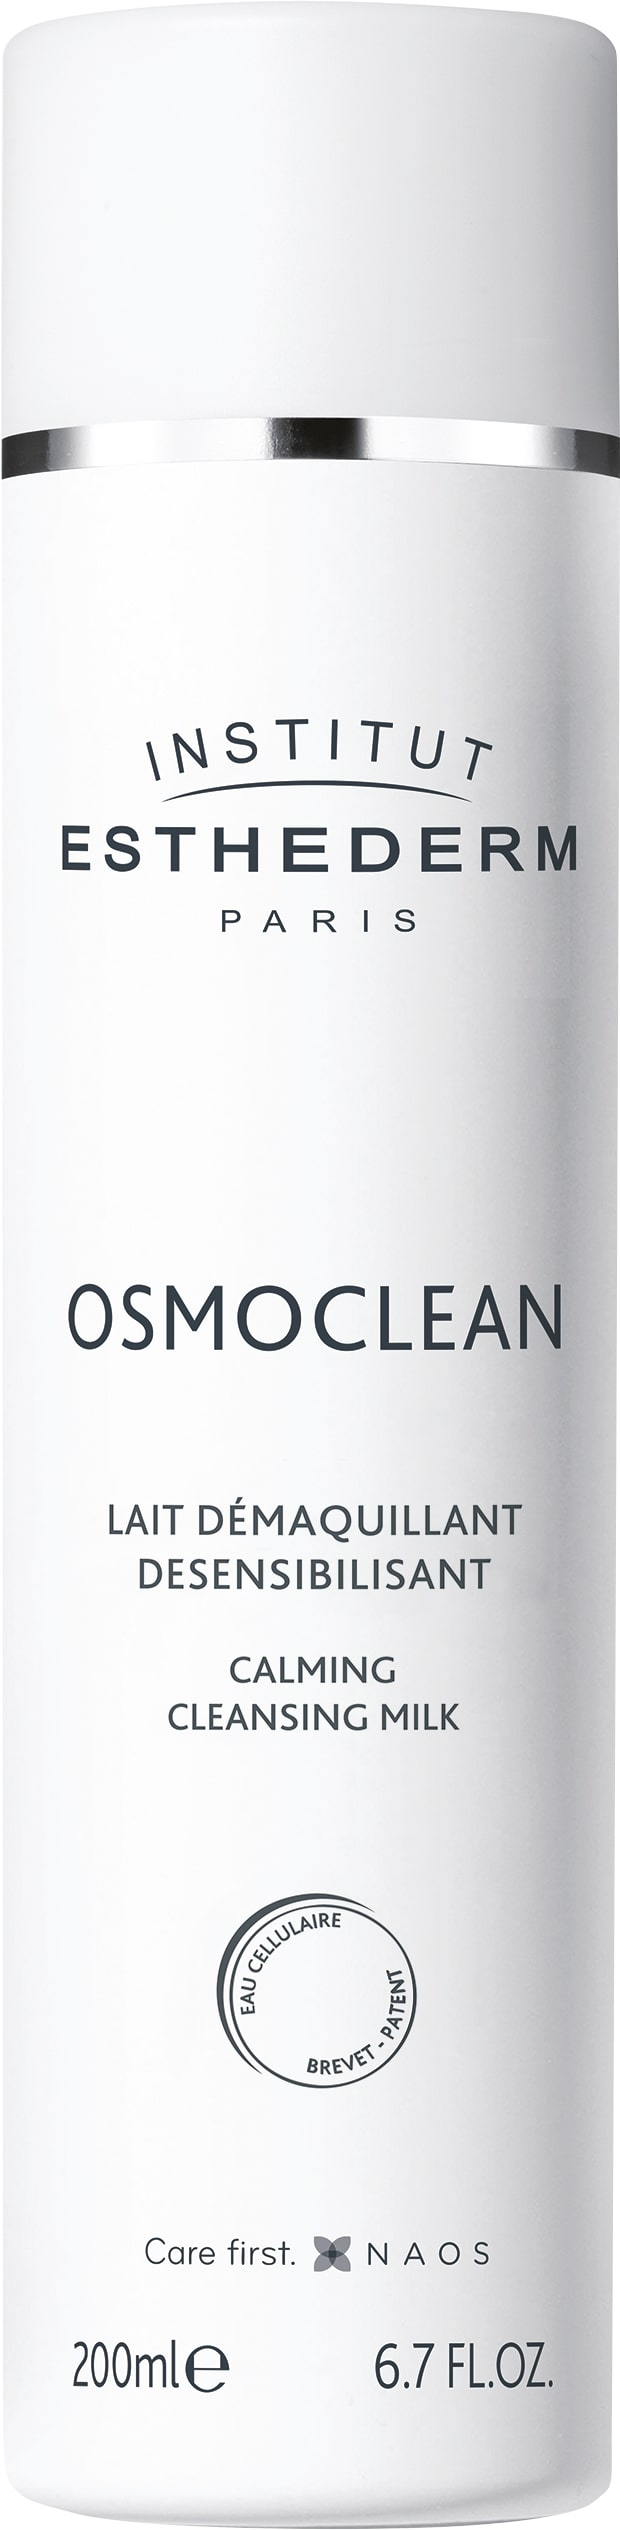 INSTITUT
ESTHEDERM
PARIS
OSMOCLEAN
LAIT DÉMAQUILLANT
DESENSIBILISANT
CALMING
CLEANSING MILK
EAU CELLULAIRE
BREVET - PATENT
Care first. NAOS
200ml℮ 6.7 FL.OZ.